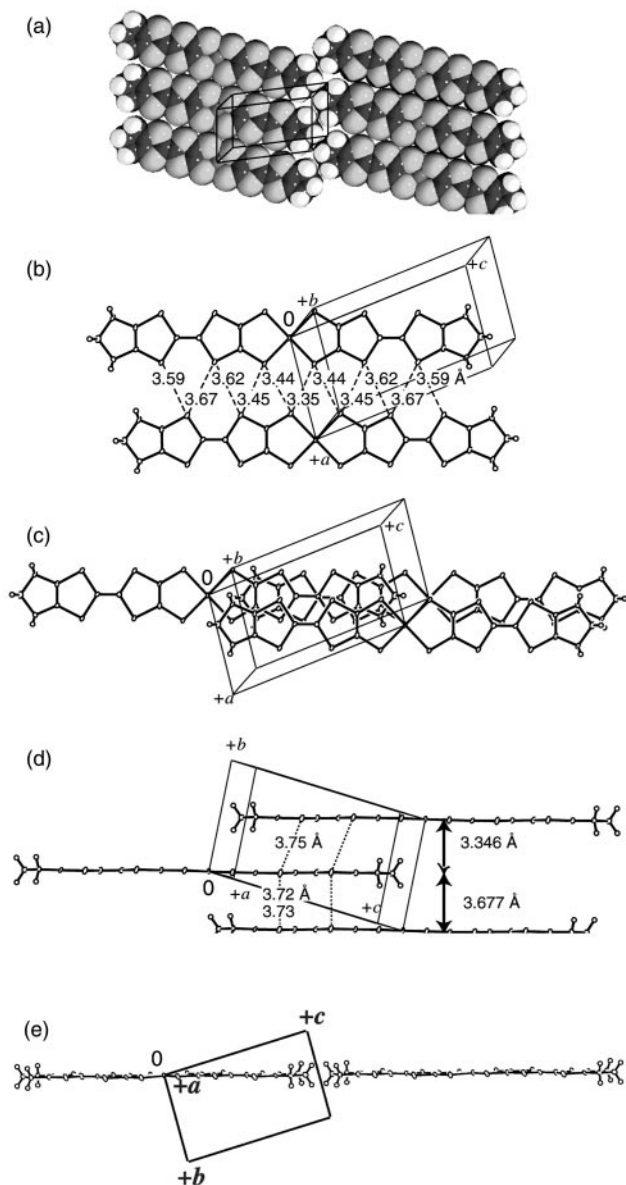 (a)
(b)
+c
+b
0
3.59 3.62 3.44 3.44 3.62 3.59 Å
3.67 3.45 3.35 3.45 3.67
+a
(c)
+c
+b
0
+a
(d)
+b
3.75 Å
3.346 Å
0
+a
3.72 Å
3.73
+c
3.677 Å
(e)
+c
0
+a
+b